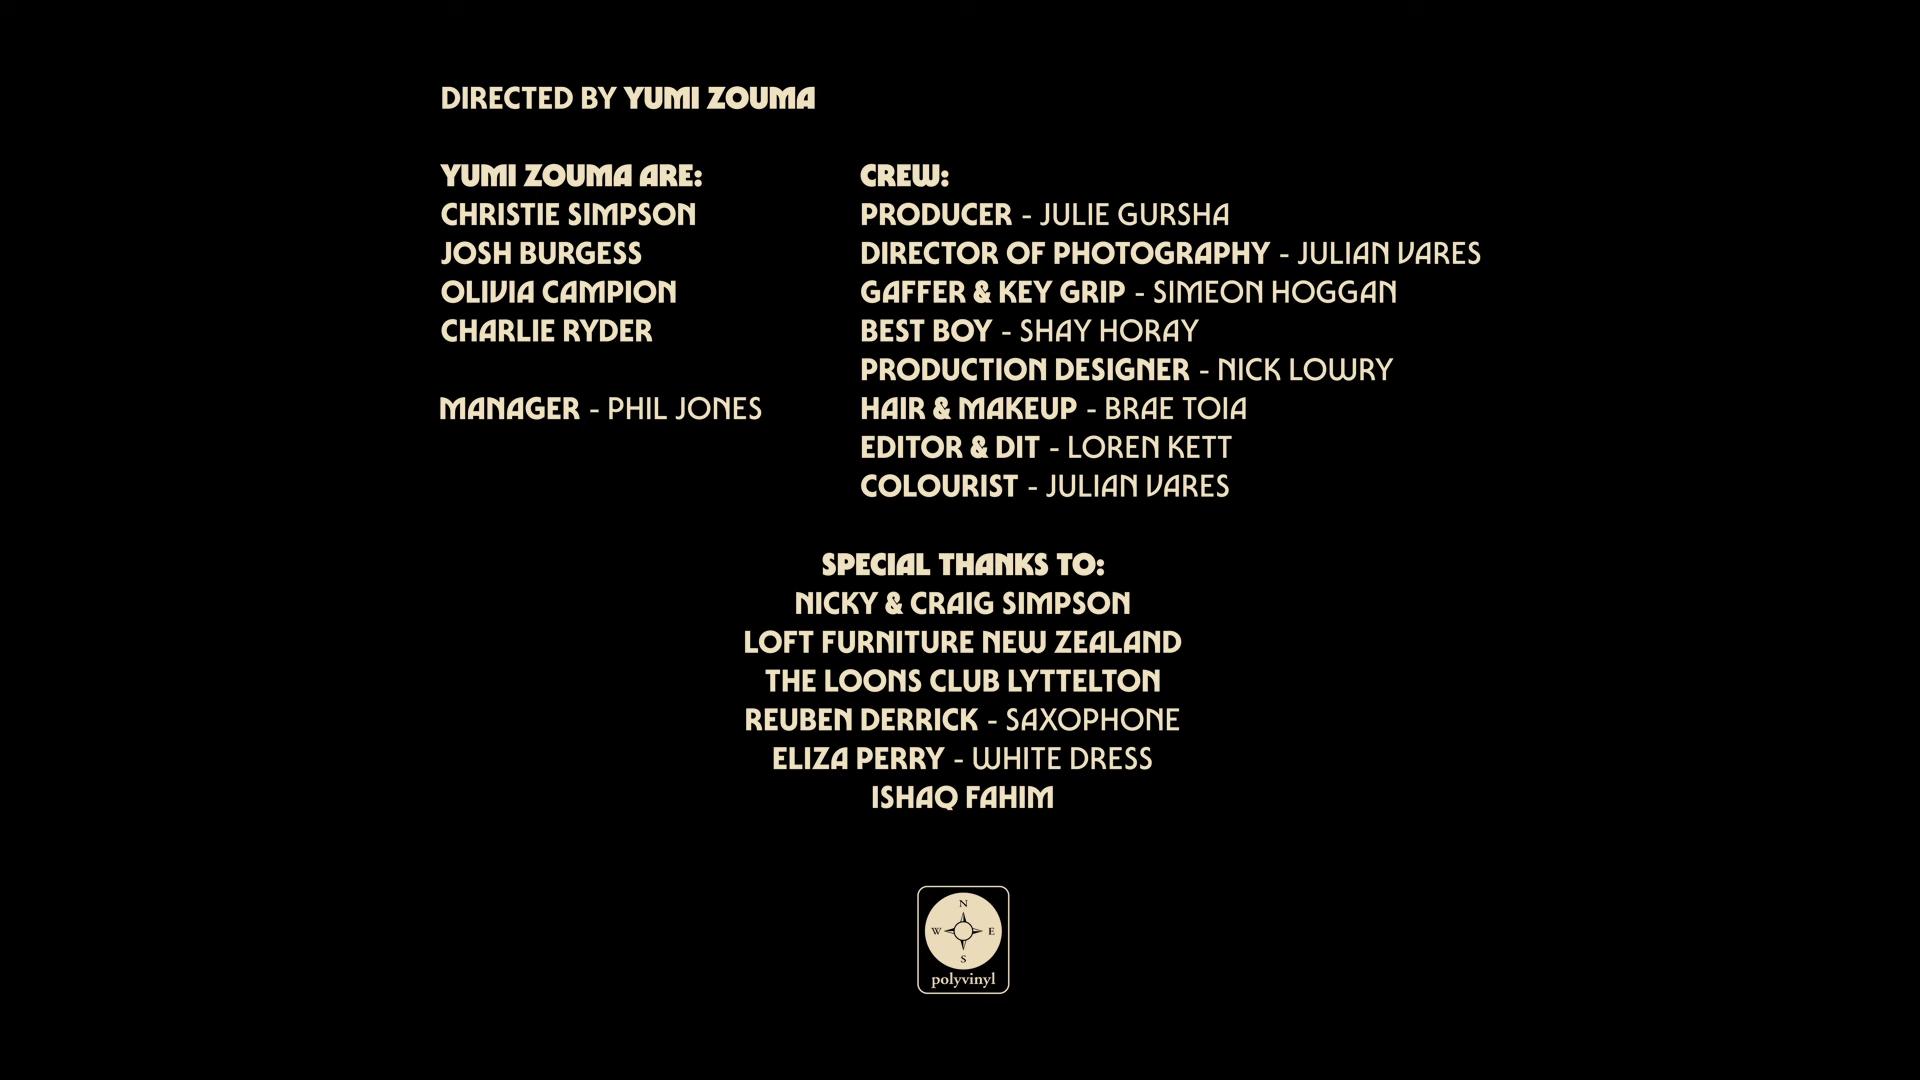 DIRECTED BY YUMI ZOUMA
YUMI ZOUMA ARE:
CHRISTIE SIMPSON
JOSH BURGESS
OLIVIA CAMPION
CHARLIE RYDER
MANAGER - PHIL JONES
CREW:
PRODUCER - JULIE GURSHA
DIRECTOR OF PHOTOGRAPHY - JULIAN VARES
GAFFER & KEY GRIP - SIMEON HOGGAN
BEST BOY - SHAY HORAY
PRODUCTION DESIGNER - NICK LOWRY
HAIR & MAKEUP - BRAE TOIA
EDITOR & DIT - LOREN KETT
COLOURIST - JULIAN VARES
SPECIAL THANKS TO:
NICKY & CRAIG SIMPSON
LOFT FURNITURE NEW ZEALAND
THE LOONS CLUB LYTTELTON
REUBEN DERRICK - SAXOPHONE
ELIZA PERRY - WHITE DRESS
ISHAQ FAHIM
N
W E
S
polyvinyl